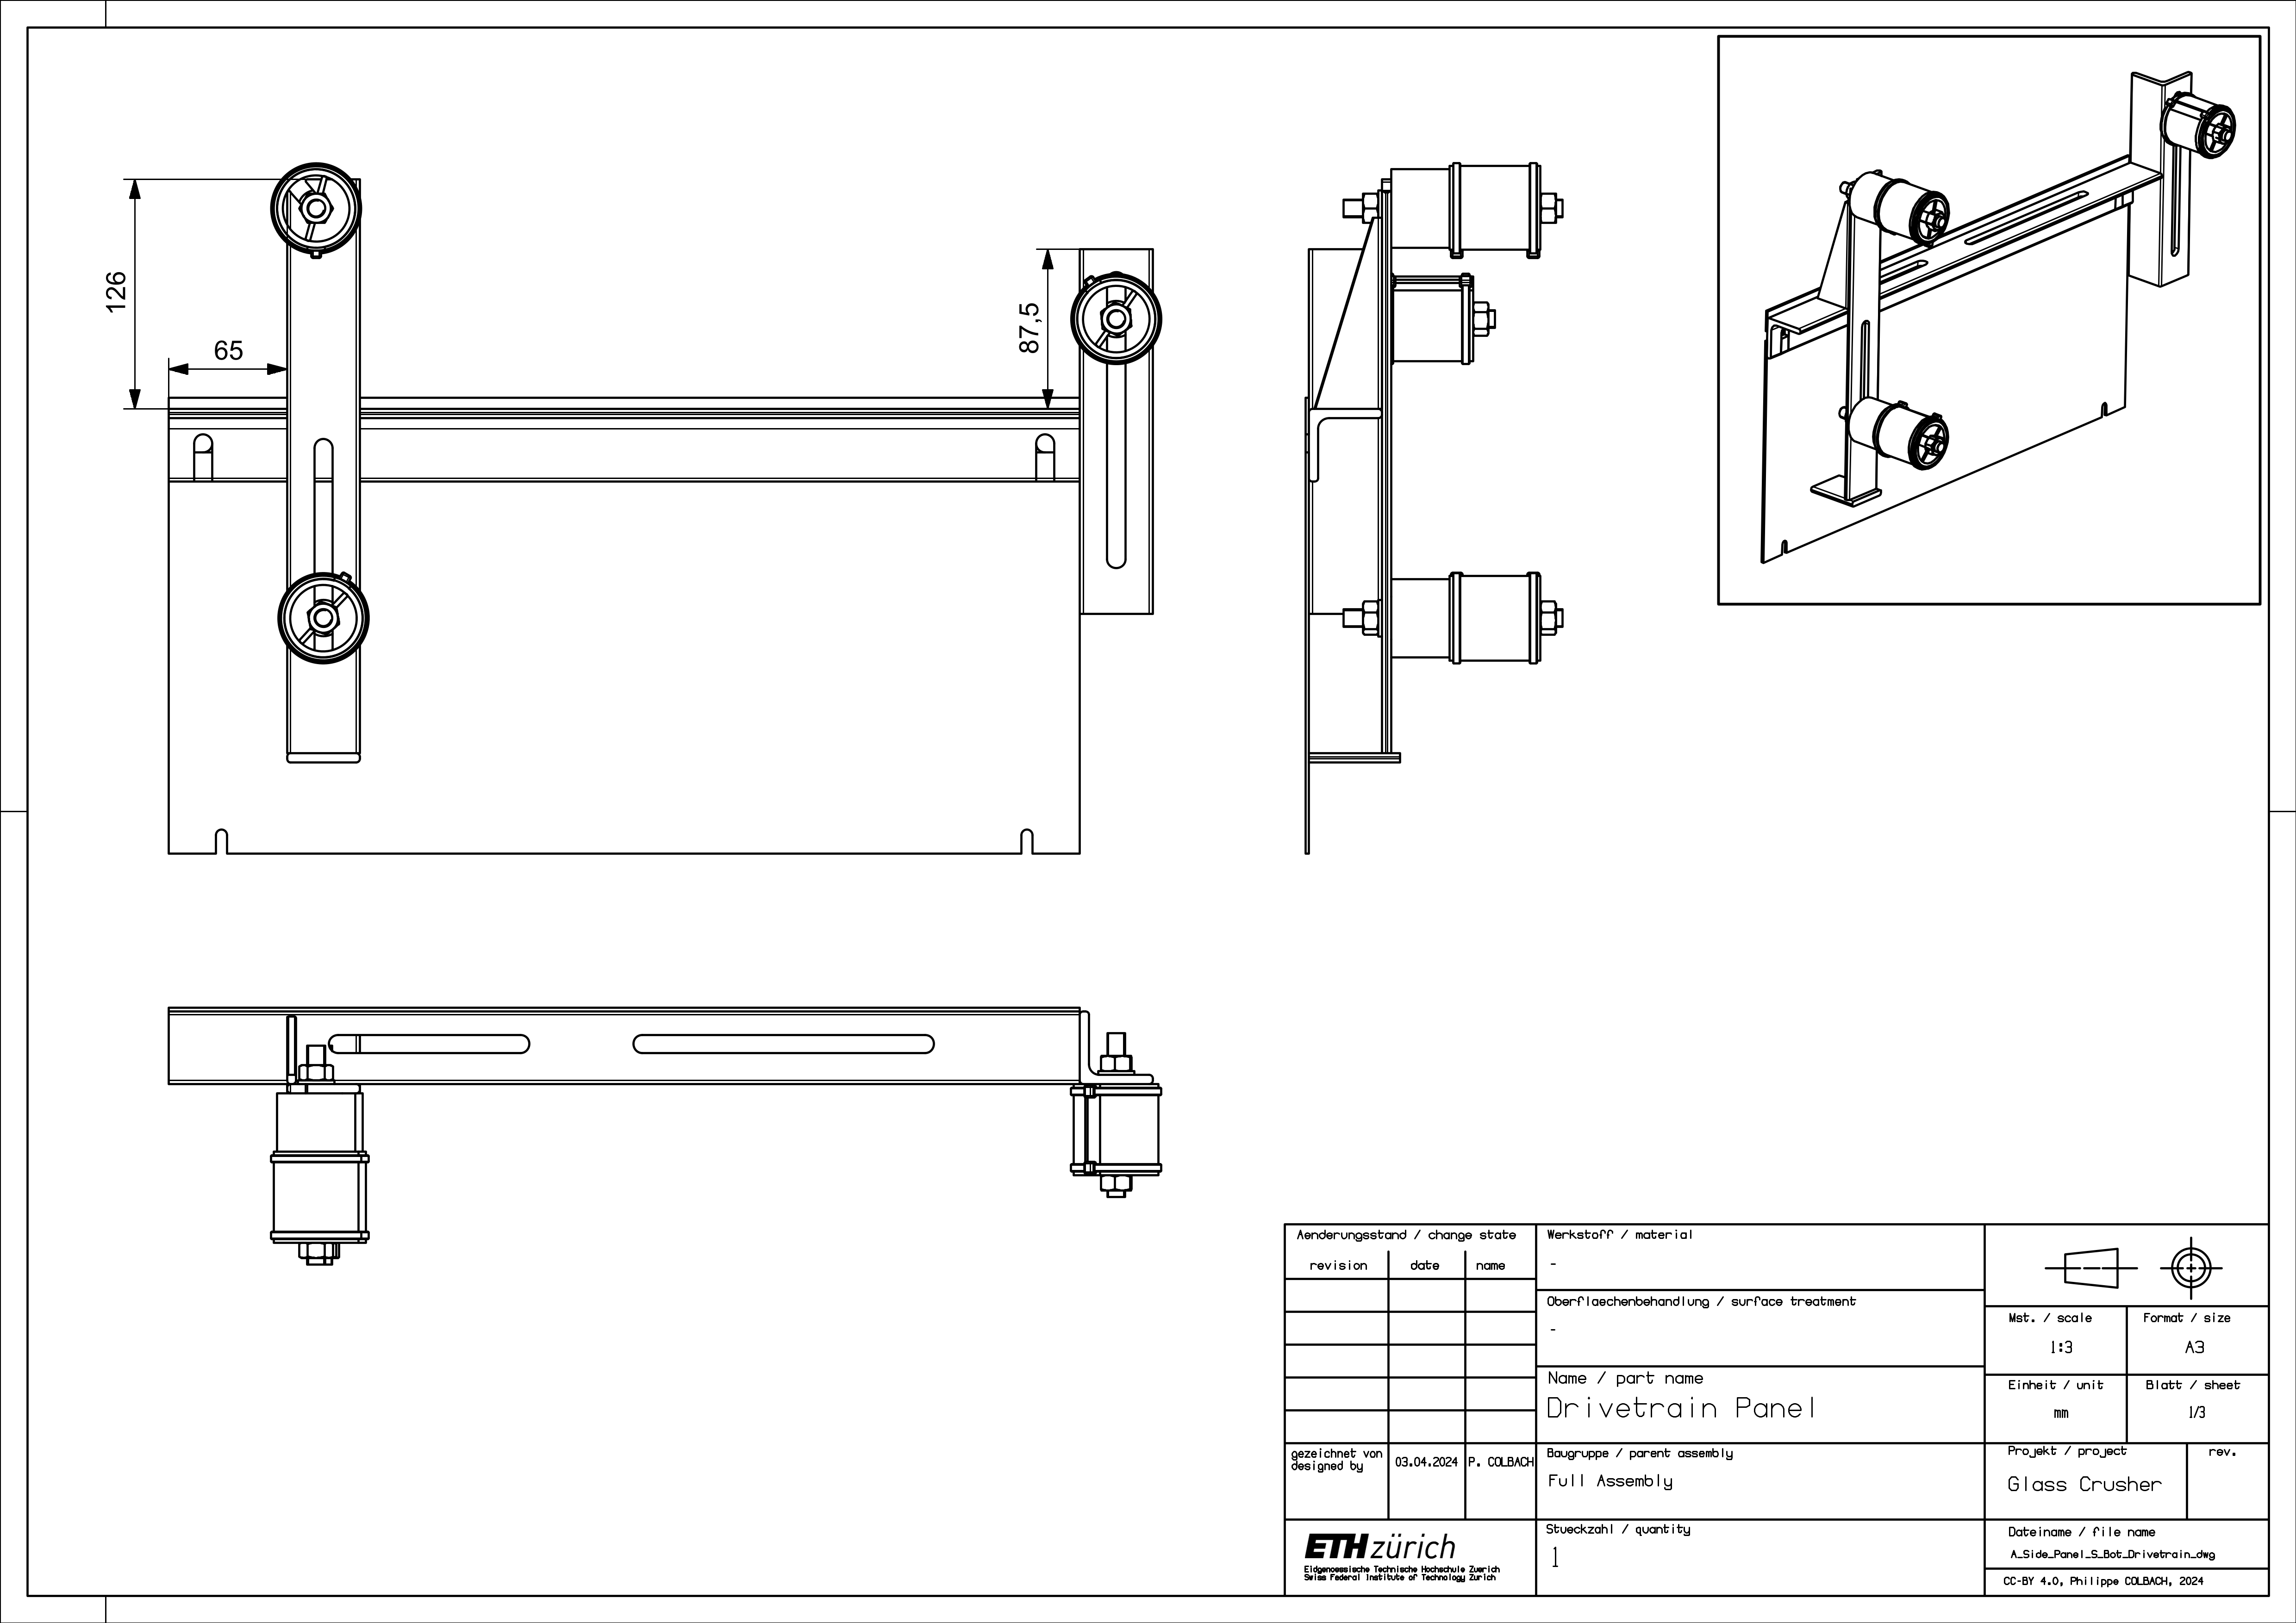 126
65
87,5
Aenderungsstand / change state
revision
date
name
Werkstoff / material
-
Oberflaechenbehandlung / surface treatment
-
Mst. / scale
1:3
Format / size
A3
Name / part name
Drivetrain Panel
Einheit / unit
mm
Blatt / sheet
1/3
gezeichnet von
designed by
03.04.2024
P. COLBACH
Baugruppe / parent assembly
Full Assembly
Projekt / project
Glass Crusher
rev.
ETH zürich
Eidgenoessische Technische Hochschule Zuerich
Swiss Federal Institute of Technology Zurich
Stueckzahl / quantity
1
Dateiname / file name
A_Side_Panel_S_Bot_Drivetrain_dwg
CC-BY 4.0, Philippe COLBACH, 2024